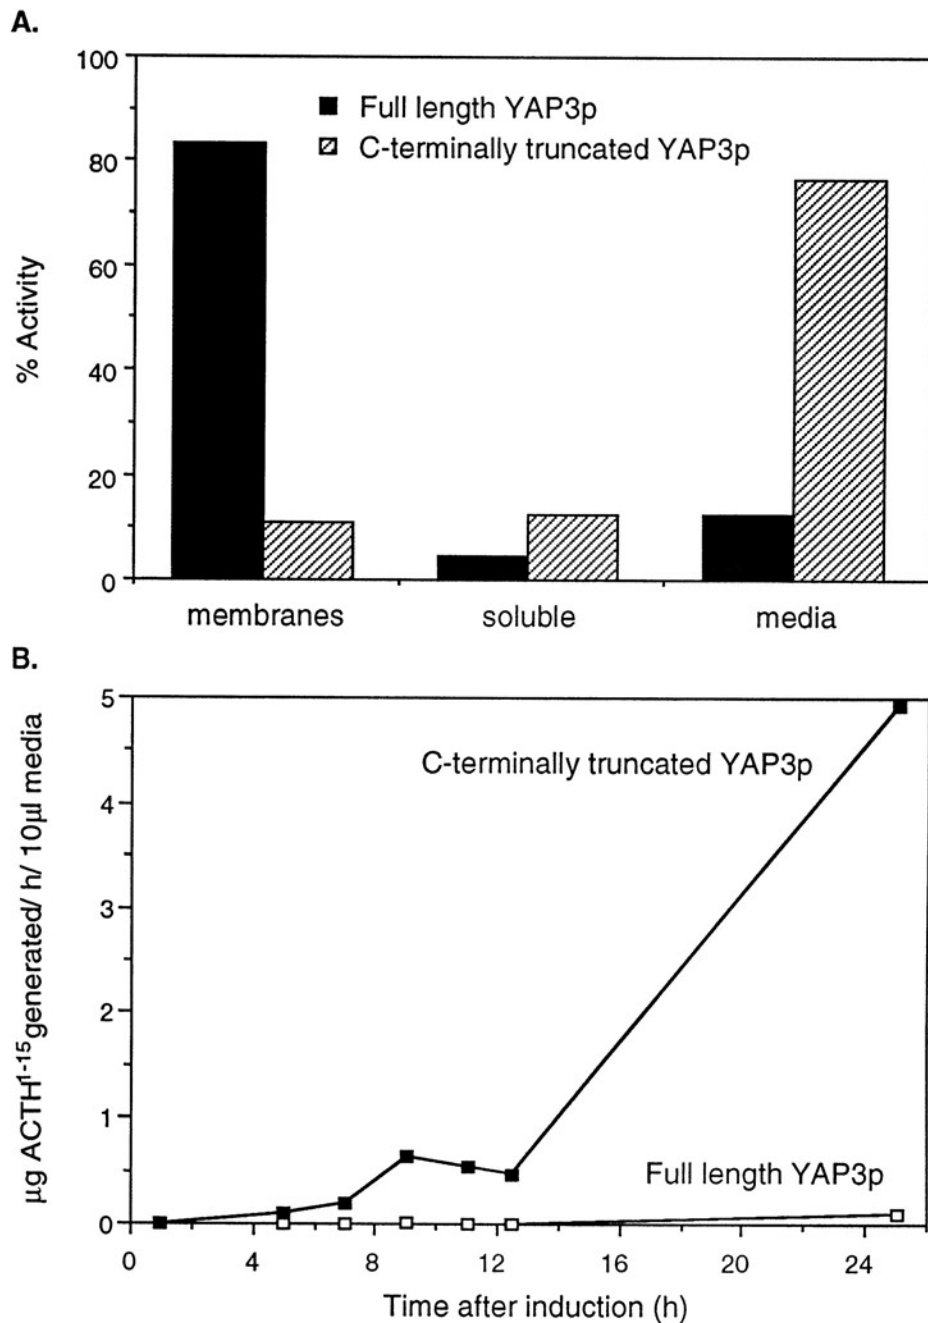 A.
100
80
60
40
20
0
% Activity
Full length YAP3p
C-terminally truncated YAP3p
membranes soluble media
B.
5
4
3
2
1
0
µg ACTH1-15 generated/ h/ 10µl media
C-terminally truncated YAP3p
Full length YAP3p
0 4 8 12 16 20 24
Time after induction (h)